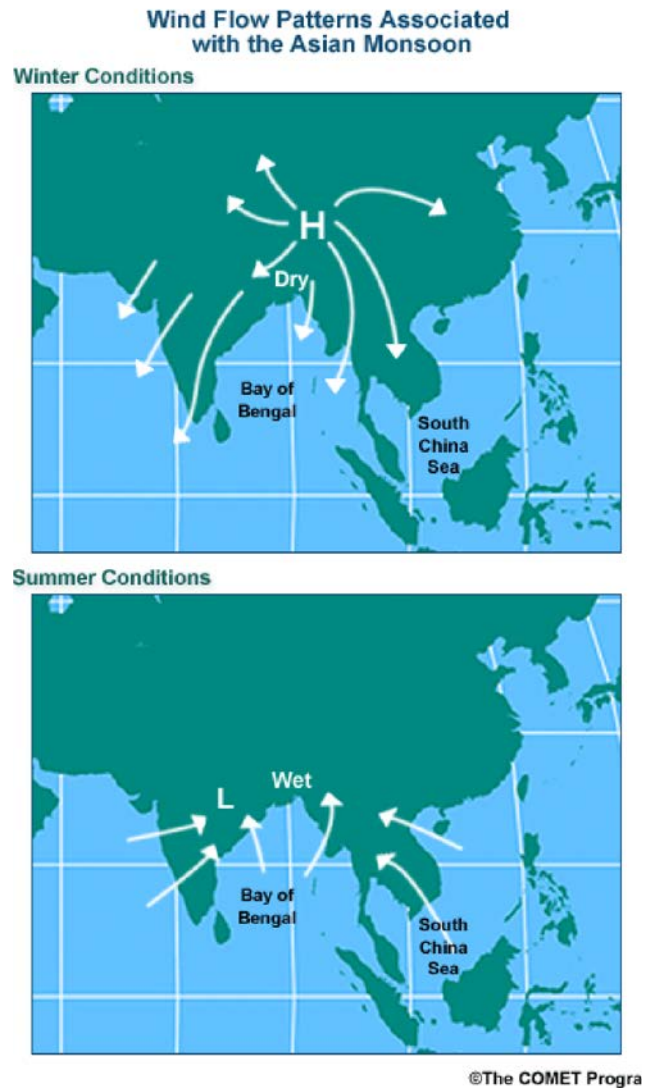 Wind Flow Patterns Associated
with the Asian Monsoon
Winter Conditions
H
Dry
Bay of
Bengal
South
China
Sea
Summer Conditions
L
Wet
Bay of
Bengal
South
China
Sea
©The COMET Progra